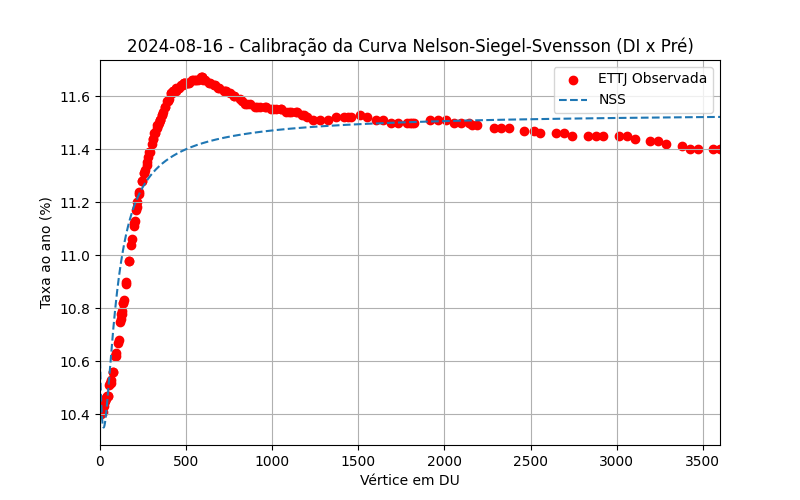 2024-08-16 - Calibração da Curva Nelson-Siegel-Svensson (DI x Pré)
ETTJ Observada
NSS
Taxa ao ano (%)
11.6
11.4
11.2
11.0
10.8
10.6
10.4
0 500 1000 1500 2000 2500 3000 3500
Vértice em DU